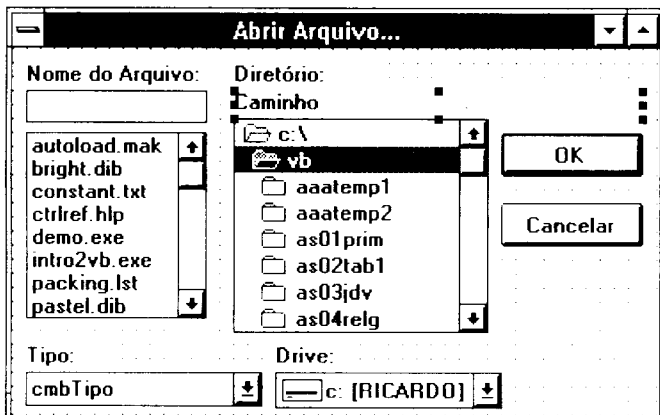 Abrir Arquivo...
Nome do Arquivo:
Diretório:
Caminho
autoload.mak
bright.dib
constant.txt
ctrlref.hlp
demo.exe
intro2vb.exe
packing.lst
pastel.dib
c:\
vb
aaatemp1
aaatemp2
as01prim
as02tab1
as03jdv
as04relg
OK
Cancelar
Tipo:
Drive:
cmbTipo
c: [RICARDO]